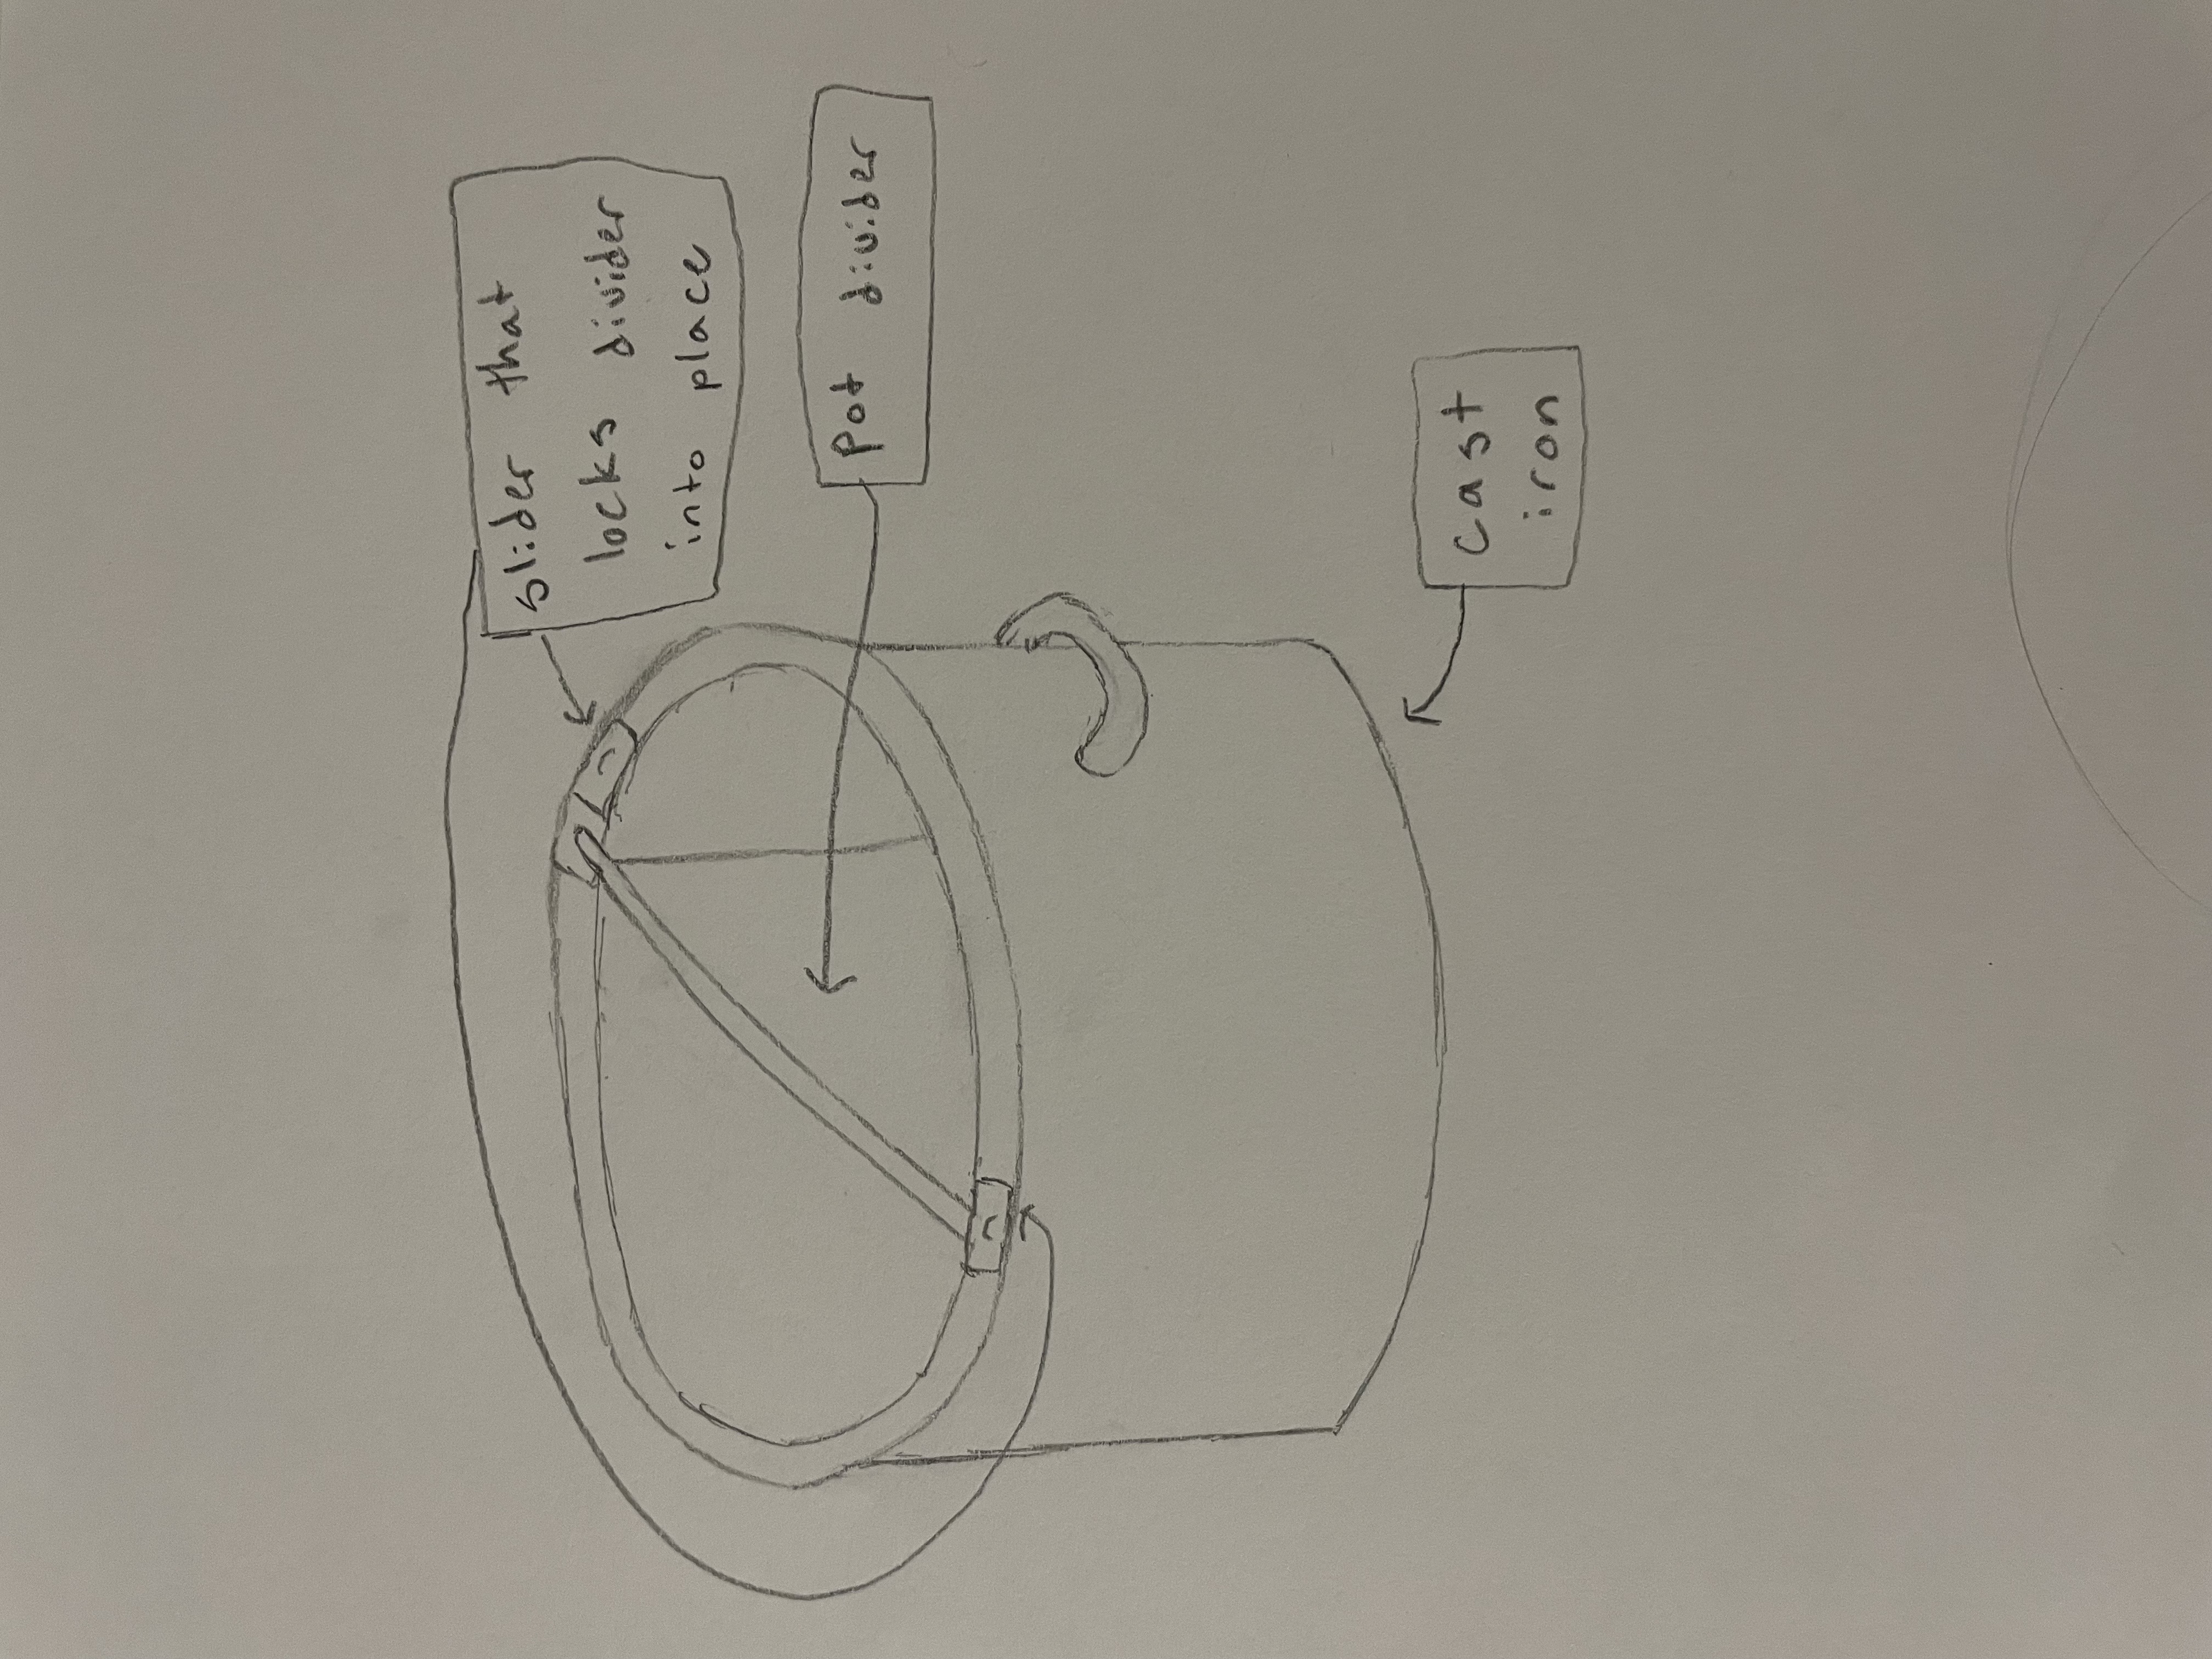 slider that
locks divider
into place
Pot divider
cast
iron